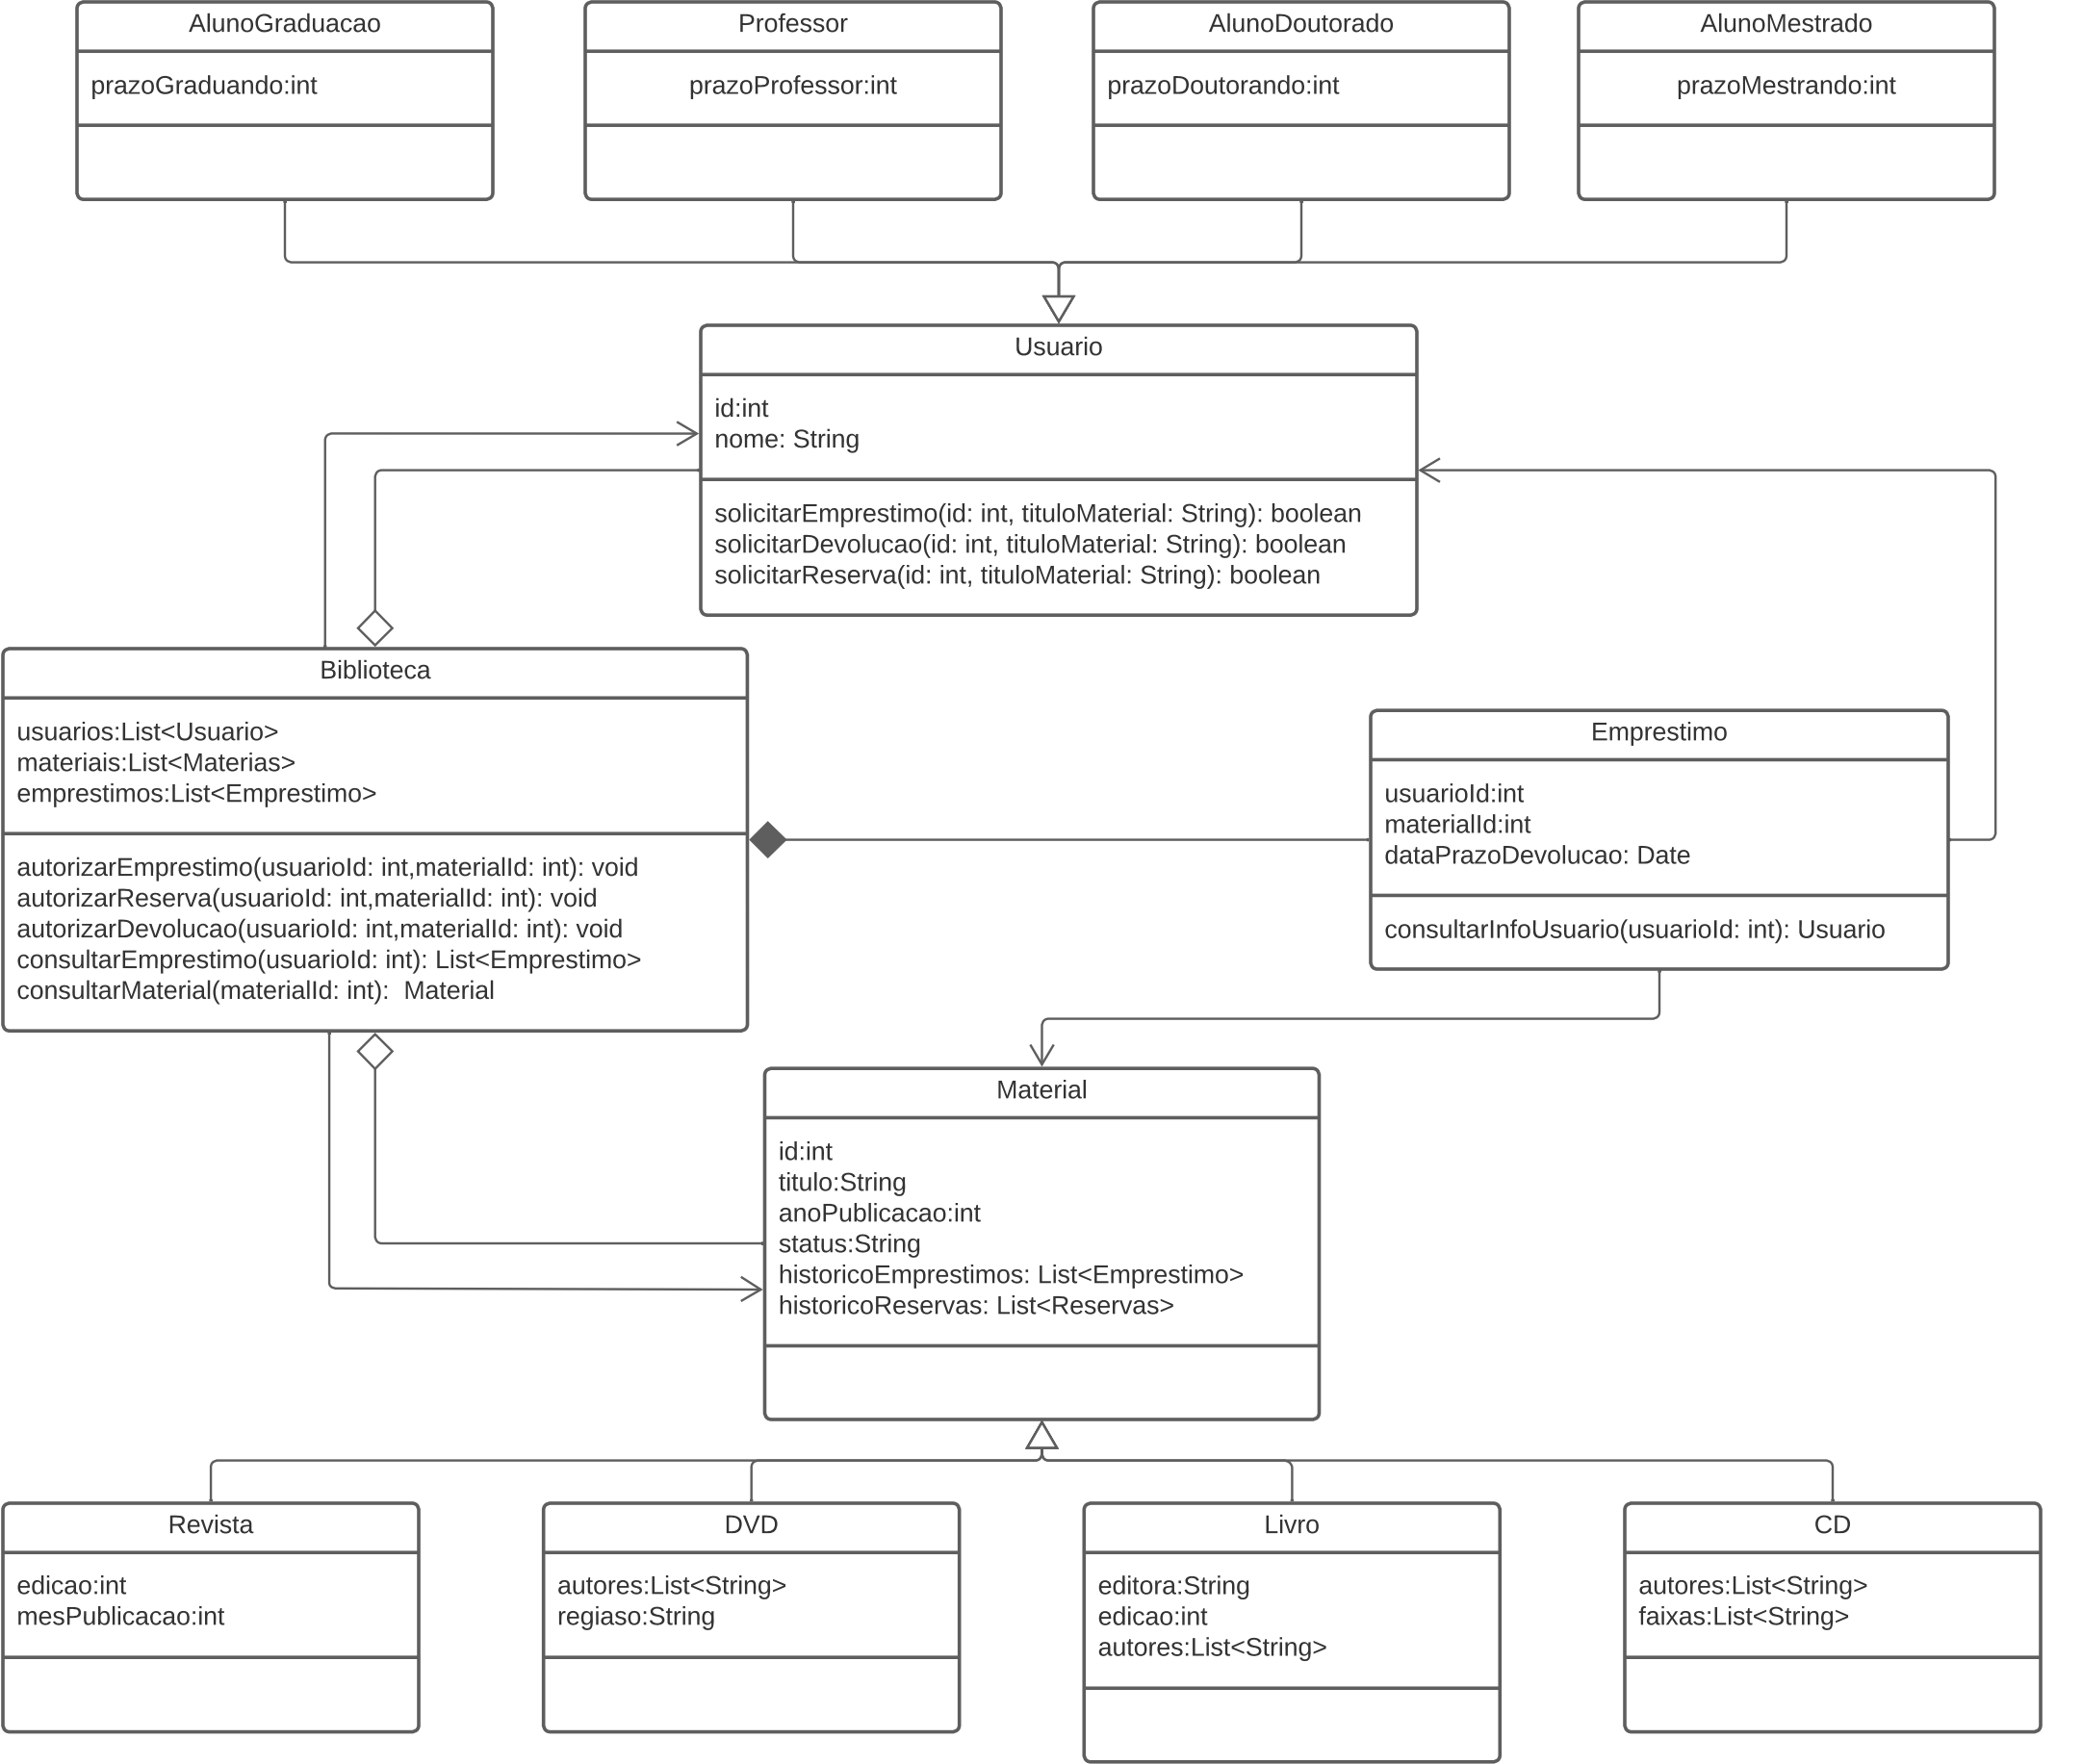 AlunoGraduacao
prazoGraduando:int
Professor
prazoProfessor:int
AlunoDoutorado
prazoDoutorando:int
AlunoMestrado
prazoMestrando:int
Usuario
id:int
nome: String
solicitarEmprestimo(id: int, tituloMaterial: String): boolean
solicitarDevolucao(id: int, tituloMaterial: String): boolean
solicitarReserva(id: int, tituloMaterial: String): boolean
Biblioteca
usuarios:List<Usuario>
materiais:List<Materias>
emprestimos:List<Emprestimo>
autorizarEmprestimo(usuarioId: int,materialId: int): void
autorizarReserva(usuarioId: int,materialId: int): void
autorizarDevolucao(usuarioId: int,materialId: int): void
consultarEmprestimo(usuarioId: int): List<Emprestimo>
consultarMaterial(materialId: int):  Material
Emprestimo
usuarioId:int
materialId:int
dataPrazoDevolucao: Date
consultarInfoUsuario(usuarioId: int): Usuario
Material
id:int
titulo:String
anoPublicacao:int
status:String
historicoEmprestimos: List<Emprestimo>
historicoReservas: List<Reservas>
Revista
edicao:int
mesPublicacao:int
DVD
autores:List<String>
regiaso:String
Livro
editora:String
edicao:int
autores:List<String>
CD
autores:List<String>
faixas:List<String>